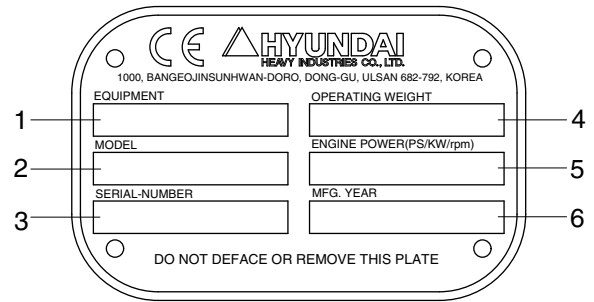 CE HYUNDAI
HEAVY INDUSTRIES CO., LTD.
1000, BANGEOJINSUNHWAN-DORO, DONG-GU, ULSAN 682-792, KOREA
EQUIPMENT OPERATING WEIGHT
1 4
MODEL ENGINE POWER(PS/KW/rpm)
2 5
SERIAL-NUMBER MFG. YEAR
3 6
DO NOT DEFACE OR REMOVE THIS PLATE